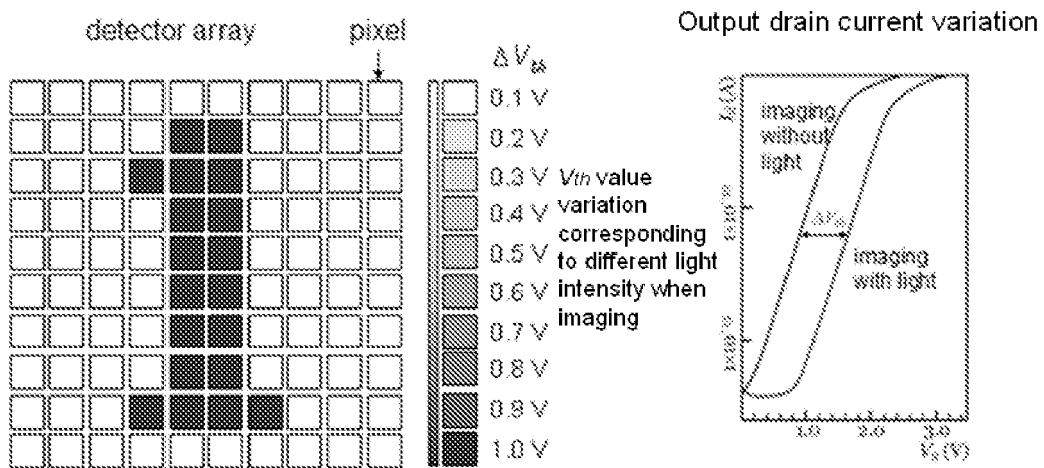 detector array
pixel
ΔVth
0.1 V
0.2 V
0.3 V
0.4 V
0.5 V
0.6 V
0.7 V
0.8 V
0.9 V
1.0 V
Vth value
variation
corresponding
to different light
intensity when
imaging
Output drain current variation
(A)
imaging
without
light
ΔVth
imaging
with light
1.0
2.0
3.0
(V)